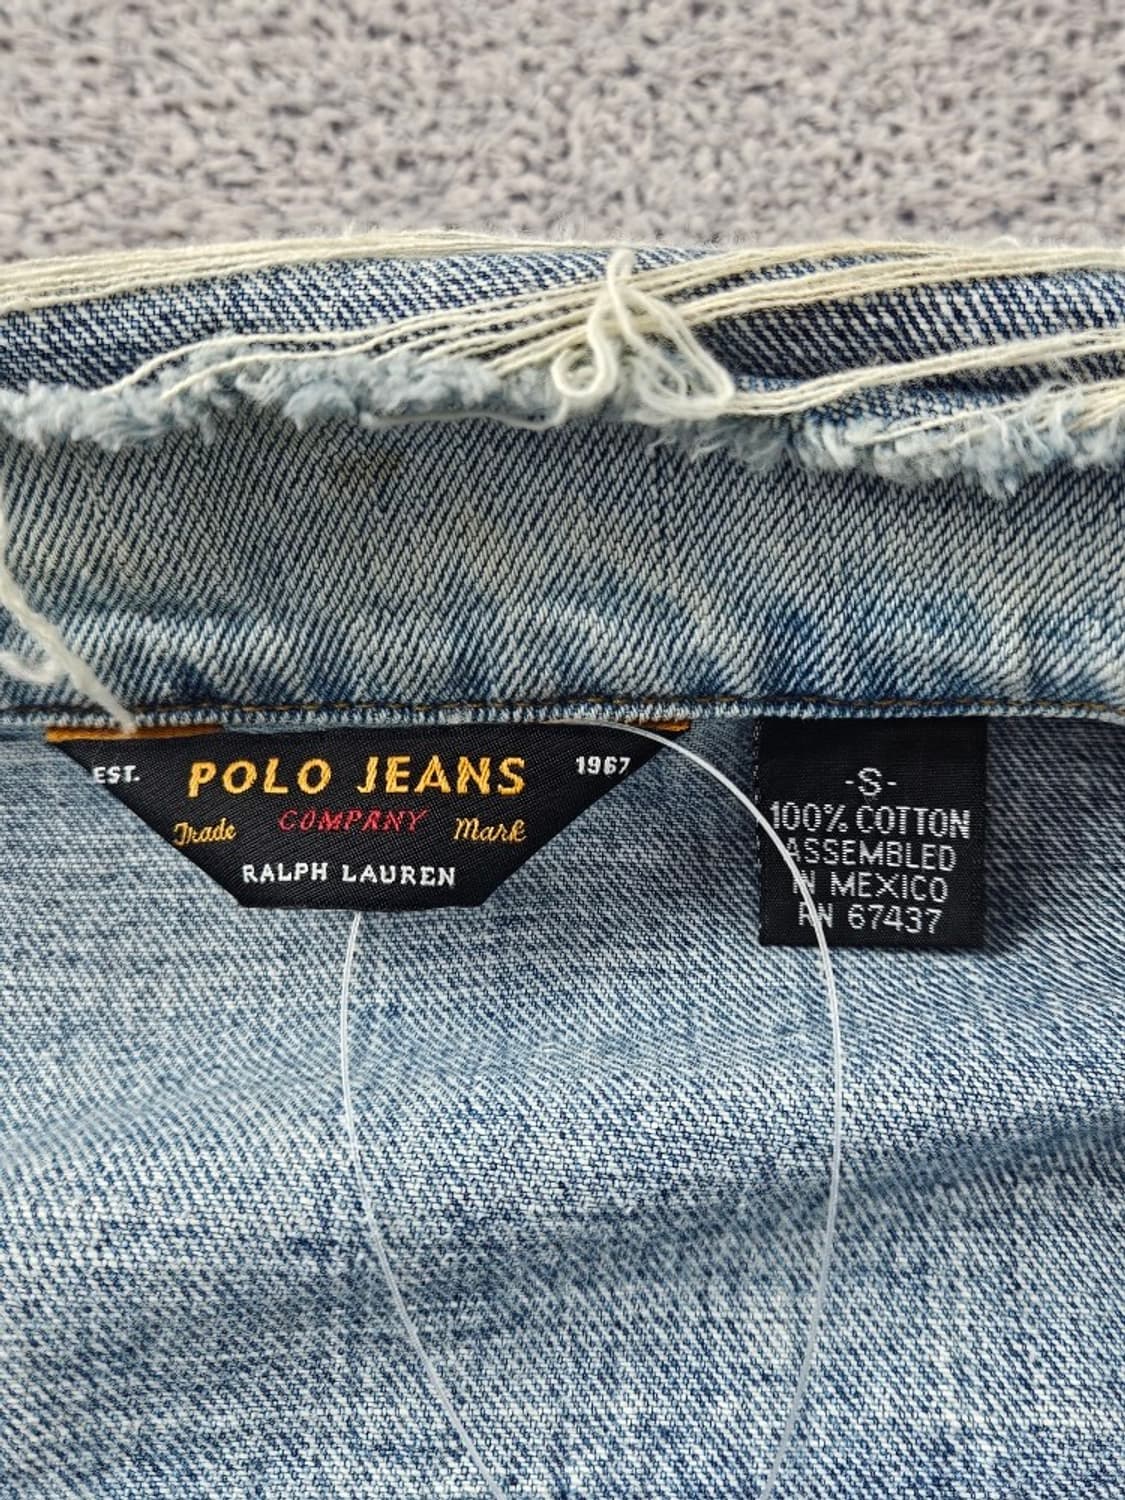 EST. POLO JEANS 1967
Trade COMPANY Mark
RALPH LAUREN
-S-
100% COTTON
ASSEMBLED
IN MEXICO
RN 67437